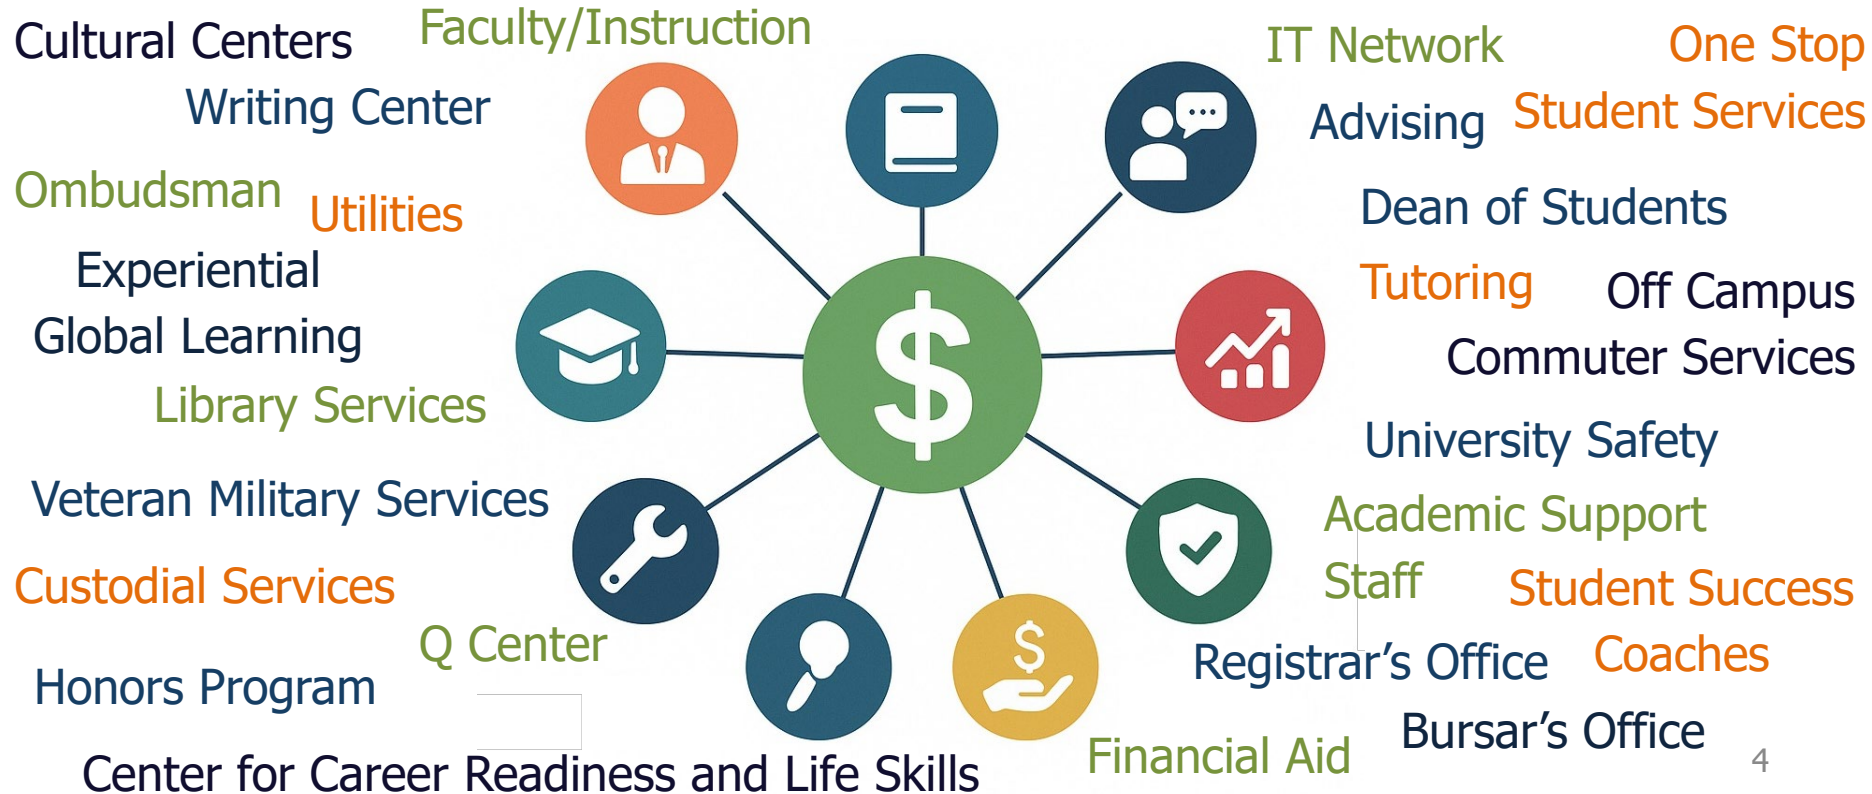 Cultural Centers
Faculty/Instruction
IT Network
One Stop
Student Services
Writing Center
Advising
Ombudsman
Utilities
Dean of Students
Experiential
Global Learning
Tutoring
Off Campus
Commuter Services
$
Library Services
University Safety
Veteran Military Services
Academic Support
Staff
Custodial Services
Student Success
Coaches
Q Center
$
Registrar’s Office
Honors Program
Bursar’s Office
Financial Aid
Center for Career Readiness and Life Skills
4